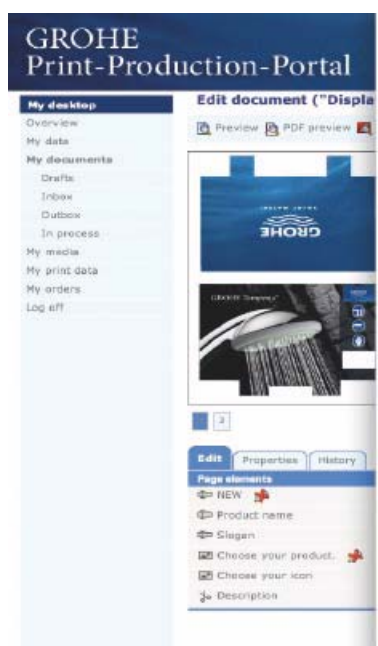 GROHE
Print-Production-Portal
My desktop
Overview
My data
My documents
Drafts
Inbox
Outbox
In process
My media
My print data
My orders
Log off
Edit document ("Displa
Preview PDF preview
GROHE
GROHE
2
Edit Properties History
Page elements
NEW
Product name
Slogan
Choose your product.
Choose your icon
Description